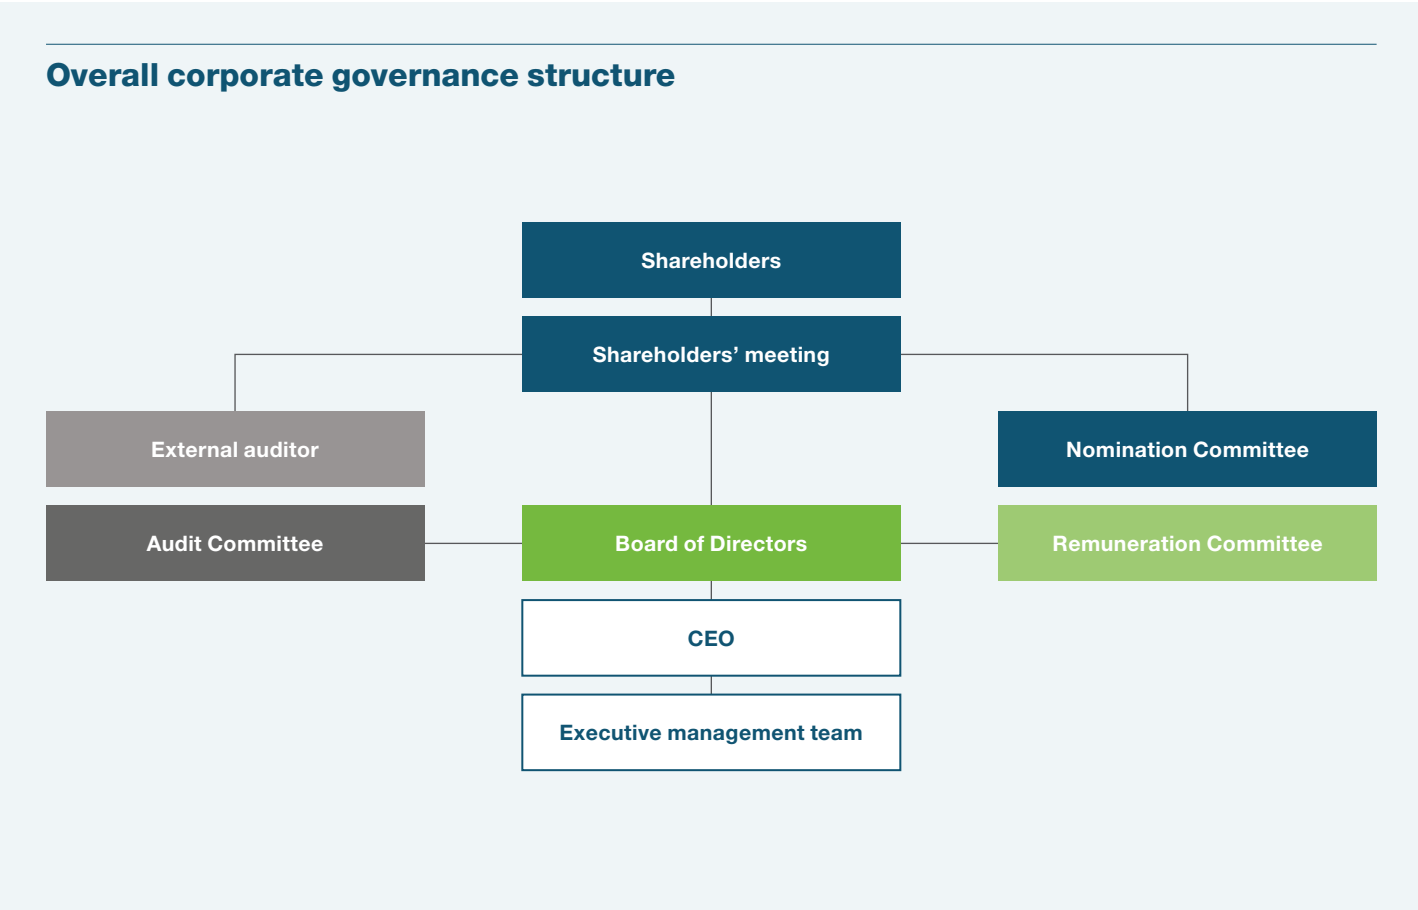 Overall corporate governance structure
Shareholders
Shareholders’ meeting
External auditor
Nomination Committee
Audit Committee
Board of Directors
Remuneration Committee
CEO
Executive management team